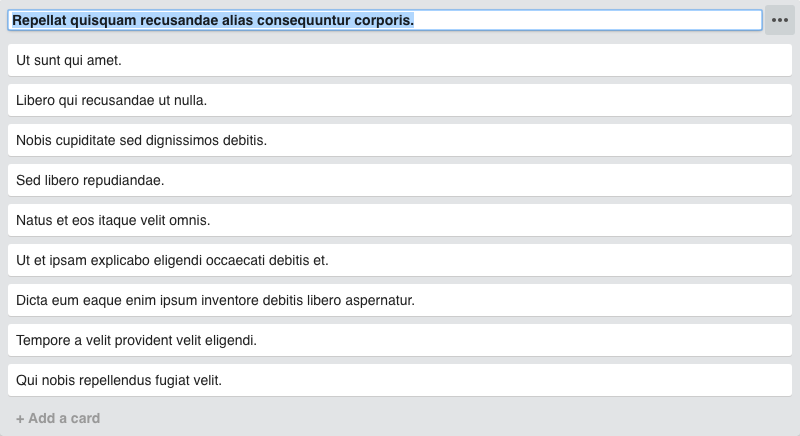 Repellat quisquam recusandae alias consequuntur corporis.
Ut sunt qui amet.
Libero qui recusandae ut nulla.
Nobis cupiditate sed dignissimos debitis.
Sed libero repudiandae.
Natus et eos itaque velit omnis.
Ut et ipsam explicabo eligendi occaecati debitis et.
Dicta eum eaque enim ipsum inventore debitis libero aspernatur.
Tempore a velit provident velit eligendi.
Qui nobis repellendus fugiat velit.
+ Add a card